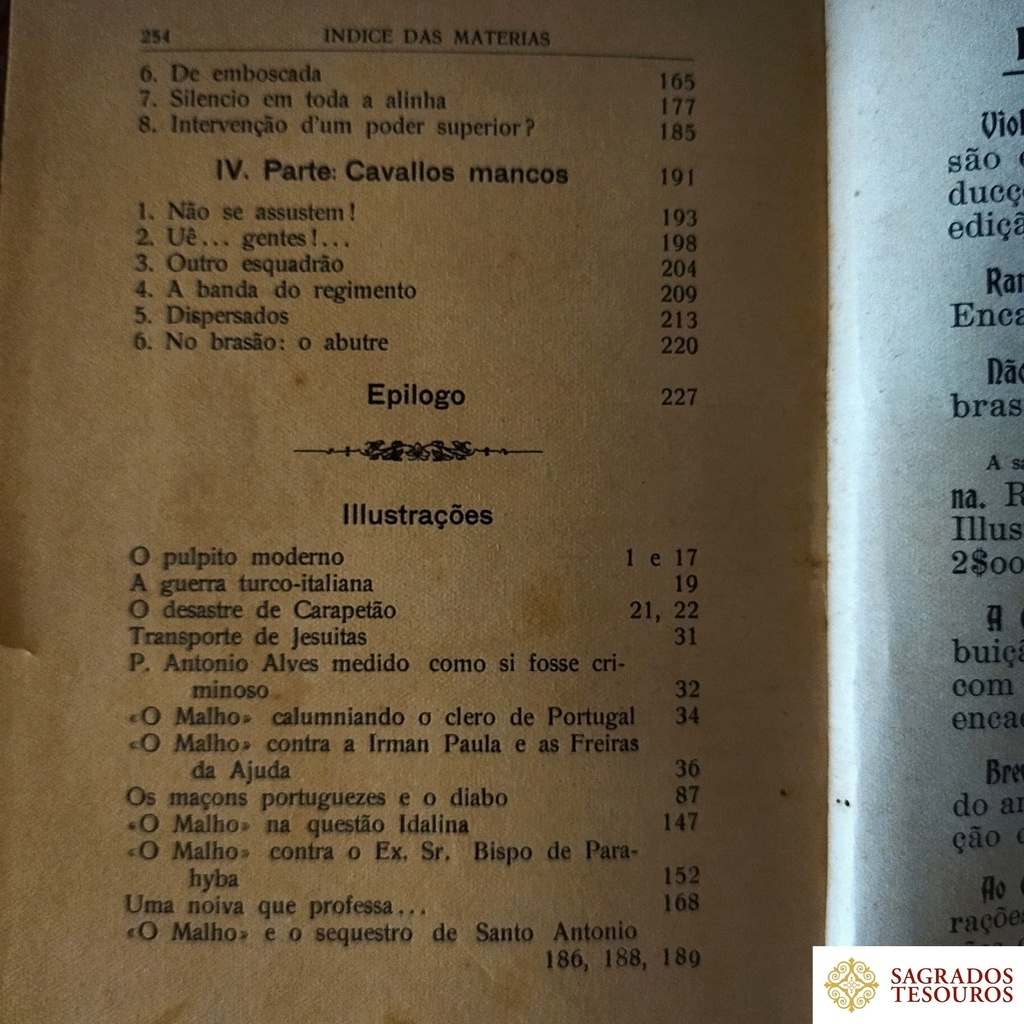 254 INDICE DAS MATERIAS
6. De emboscada 165
7. Silencio em toda a alinha 177
8. Intervenção d'um poder superior? 185
IV. Parte: Cavallos mancos 191
1. Não se assustem! 193
2. Uê... gentes!... 198
3. Outro esquadrão 204
4. A banda do regimento 209
5. Dispersados 213
6. No brasão: o abutre 220
Epilogo 227
Illustrações
O pulpito moderno 1 e 17
A guerra turco-italiana 19
O desastre de Carapetão 21, 22
Transporte de Jesuitas 31
P. Antonio Alves medido como si fosse cri-
minoso 32
«O Malho» calumniando o clero de Portugal 34
«O Malho» contra a Irman Paula e as Freiras
da Ajuda 36
Os maçons portuguezes e o diabo 87
«O Malho» na questão Idalina 147
«O Malho» contra o Ex. Sr. Bispo de Para-
hyba 152
Uma noiva que professa... 168
«O Malho» e o sequestro de Santo Antonio
186, 188, 189
são
edição
Não
bras
A
na. R
Illus
2$00
A
com
Ao
SAGRADOS
TESOUROS